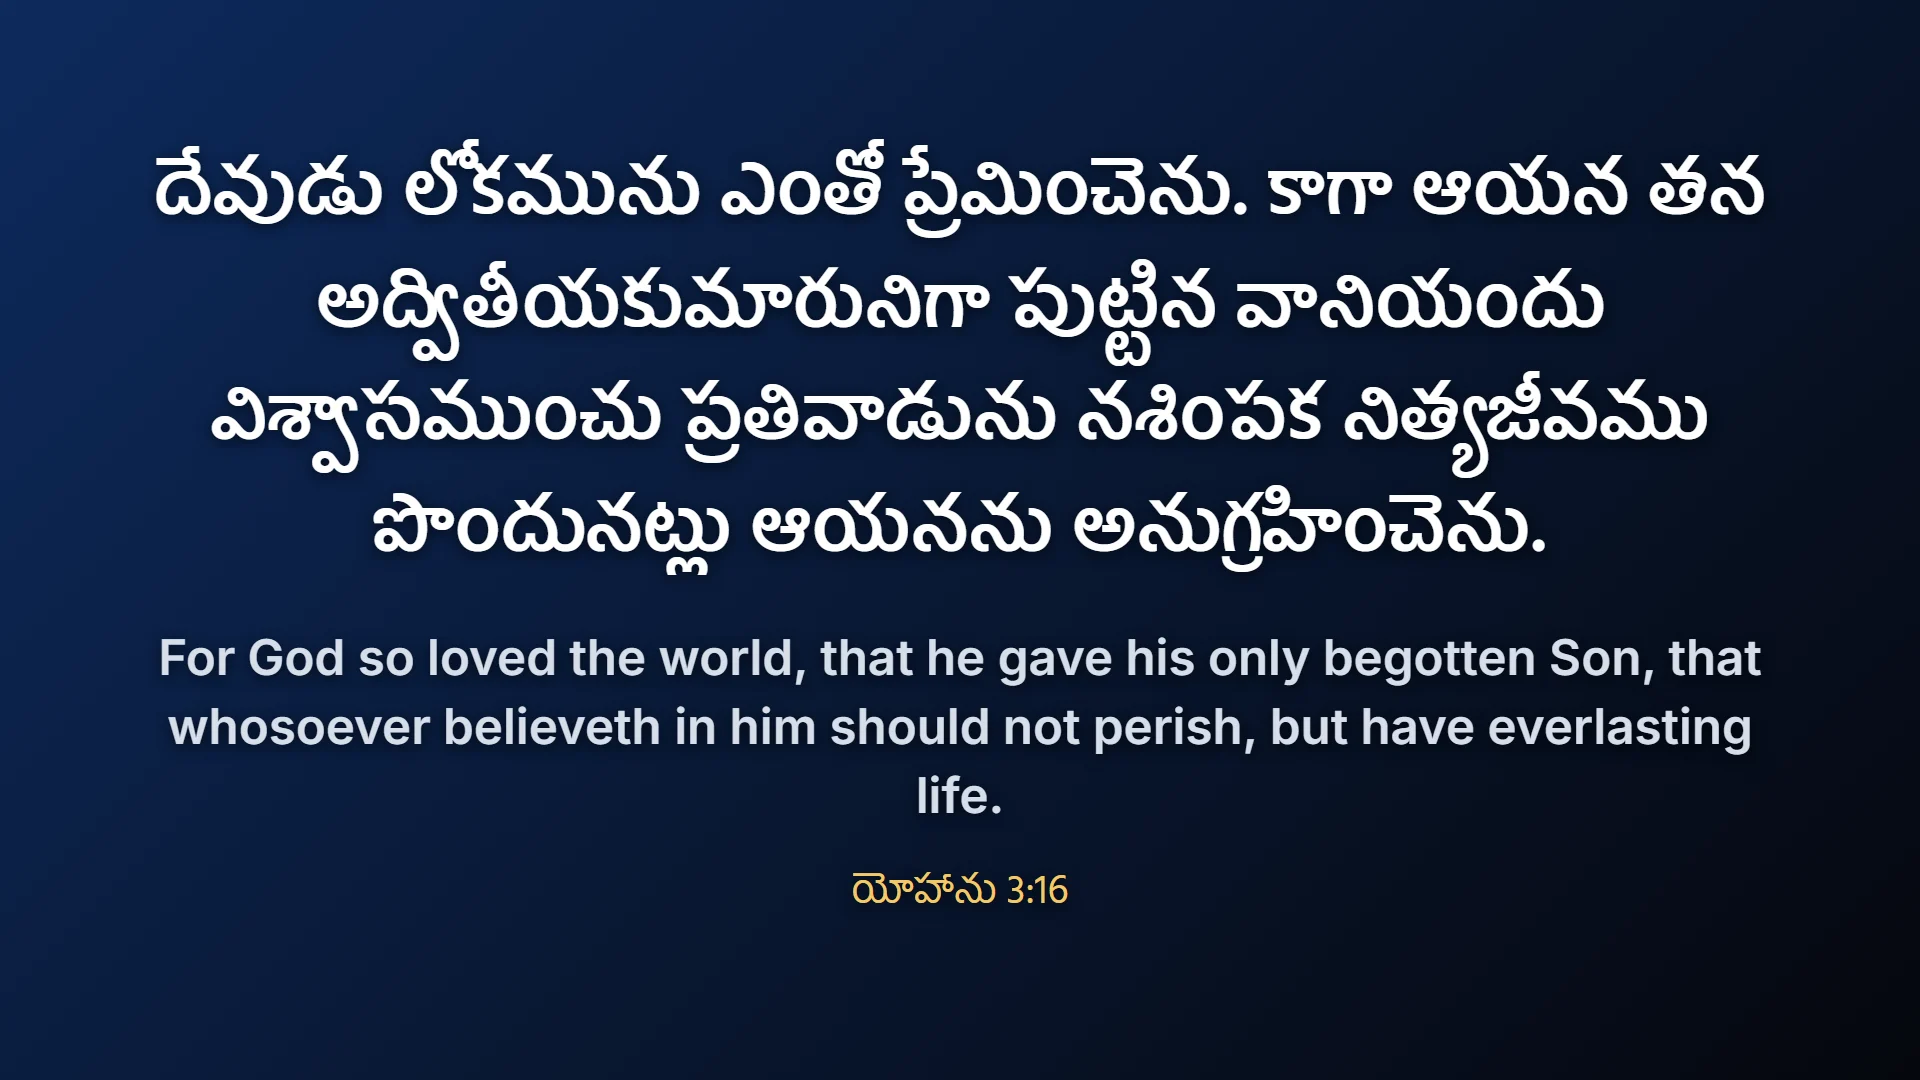 దేవుడు లోకమును ఎంతో ప్రేమించెను. కాగా ఆయన తన
అద్వితీయకుమారునిగా పుట్టిన వానియందు
విశ్వాసముంచు ప్రతివాడును నశింపక నిత్యజీవము
పొందునట్లు ఆయనను అనుగ్రహించెను.
For God so loved the world, that he gave his only begotten Son, that
whosoever believeth in him should not perish, but have everlasting
life.
యోహాను 3:16